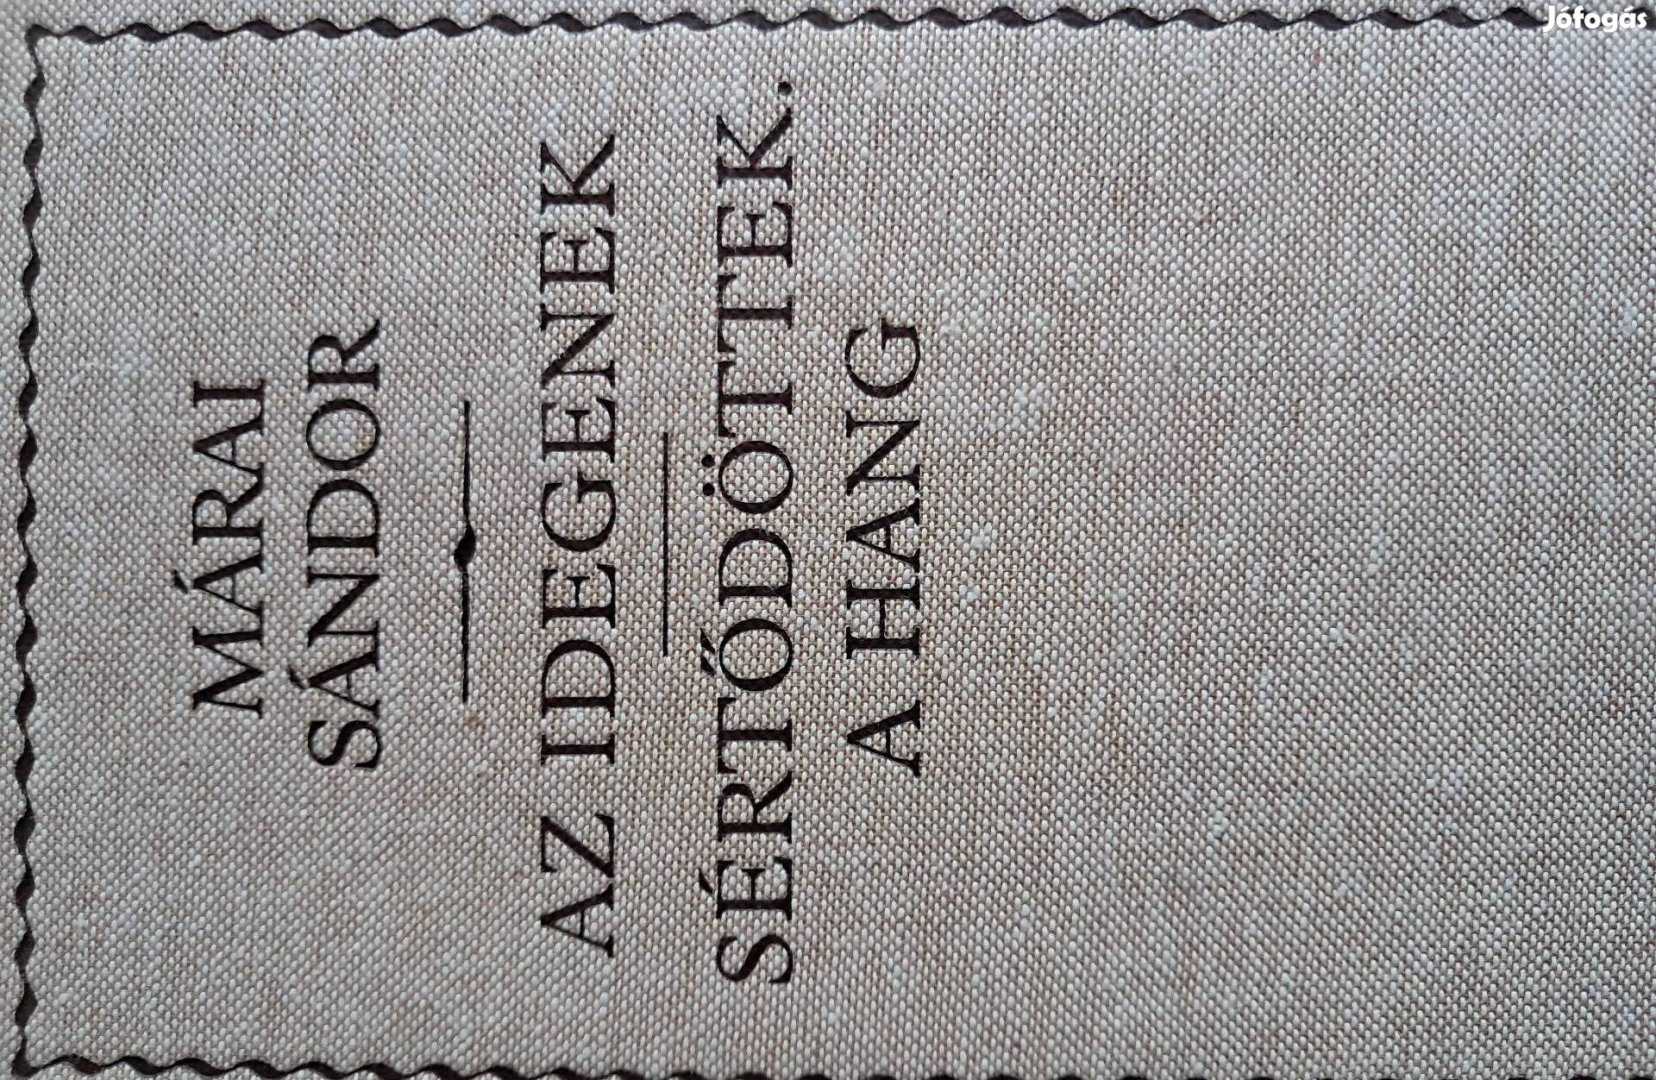 MÁRAI
SÁNDOR
AZ IDEGENEK
SÉRTŐDÖTTEK.
A HANG
Jófogás